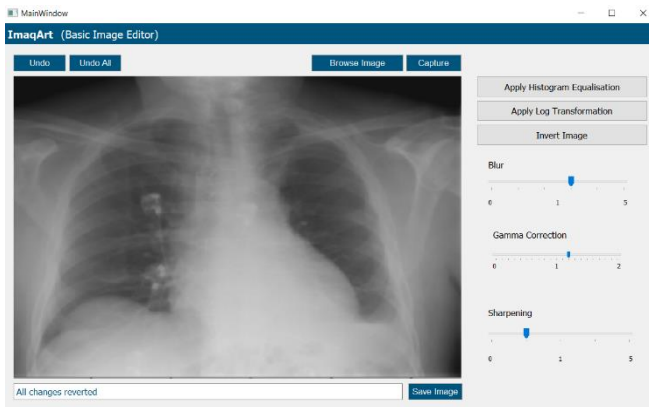 MainWindow
ImaqArt (Basic Image Editor)
Undo Undo All Browse Image Capture
Apply Histogram Equalisation
Apply Log Transformation
Invert Image
Blur
0 1 5
Gamma Correction
0 1 2
Sharpening
0 1 5
All changes reverted Save Image